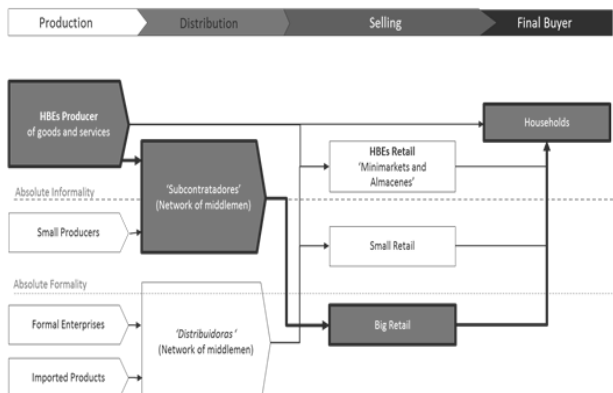 Production
Distribution
Selling
Final Buyer
HBEs Producer
of goods and services
Households
HBEs Retail
'Minimarkets and
Almacenes'
'Subcontratadores'
(Network of middlemen)
Absolute Informality
Small Producers
Small Retail
Absolute Formality
Formal Enterprises
Big Retail
'Distribuidoras '
(Network of middlemen)
Imported Products